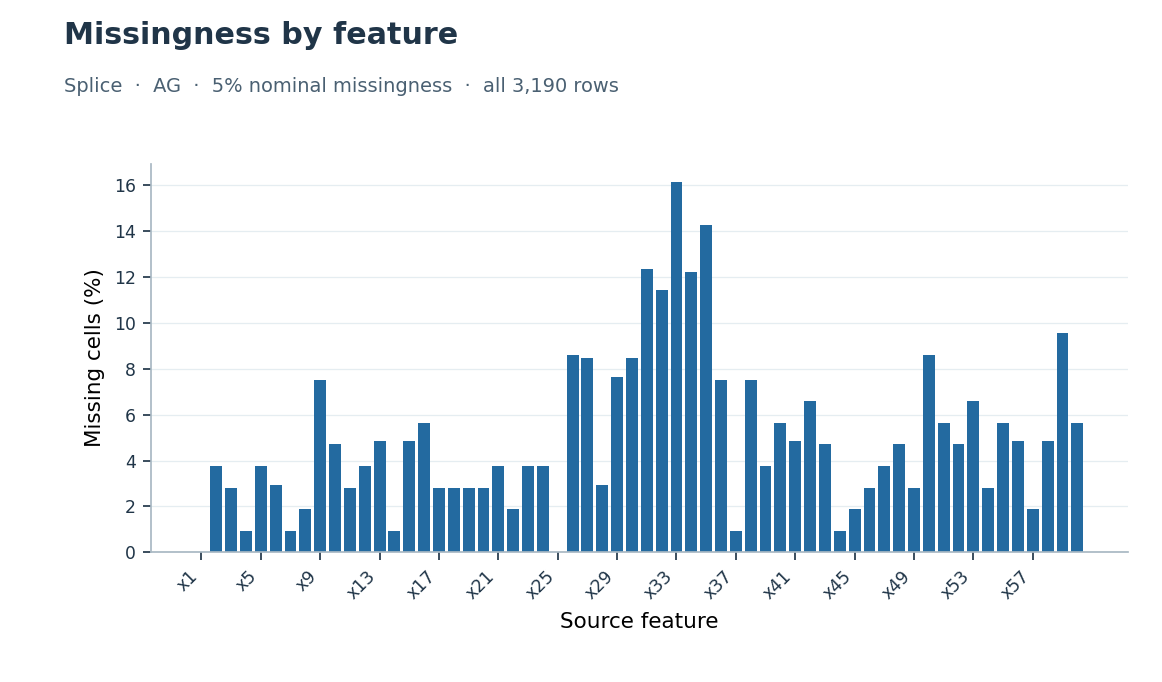 Missingness by feature
Splice · AG · 5% nominal missingness · all 3,190 rows
Missing cells (%)
16
14
12
10
8
6
4
2
0
x1 x5 x9 x13 x17 x21 x25 x29 x33 x37 x41 x45 x49 x53 x57
Source feature